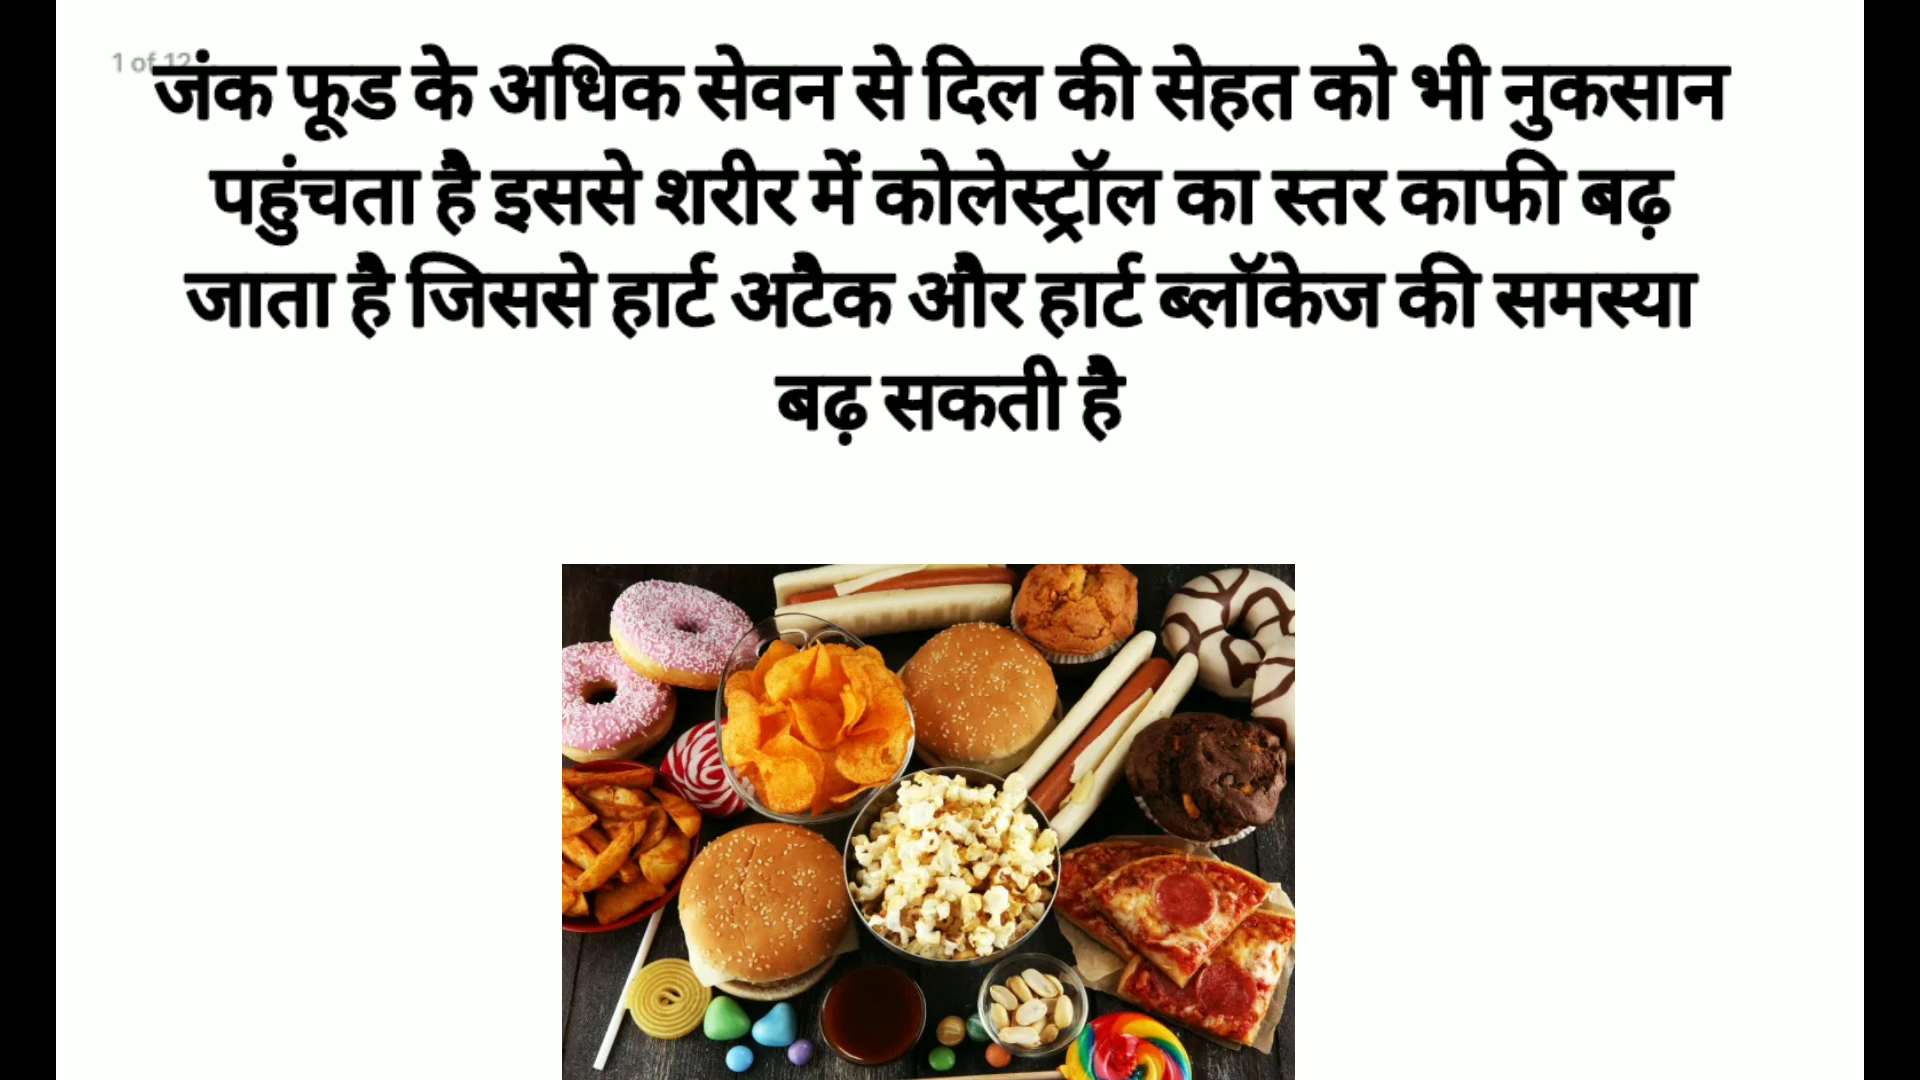 1 of 12
जंक फूड के अधिक सेवन से दिल की सेहत को भी नुकसान
पहुंचता है इससे शरीर में कोलेस्ट्रॉल का स्तर काफी बढ़
जाता है जिससे हार्ट अटैक और हार्ट ब्लॉकेज की समस्या
बढ़ सकती है